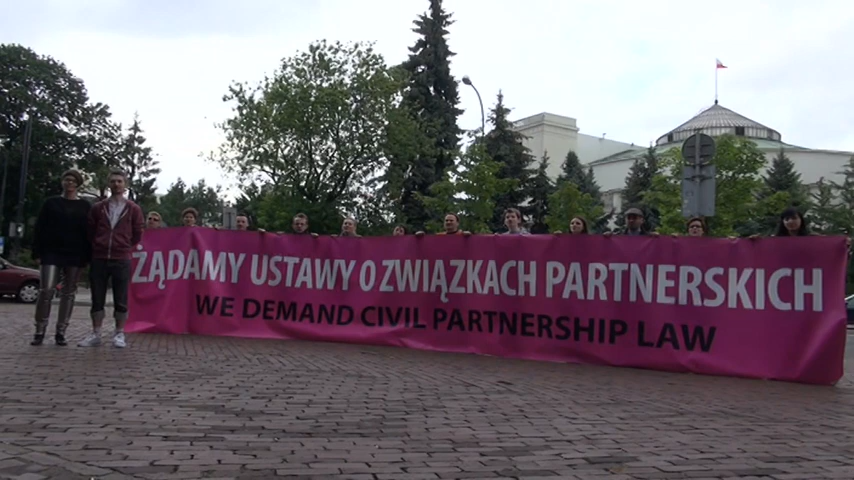 ŻĄDAMY USTAWY O ZWIĄZKACH PARTNERSKICH
WE DEMAND CIVIL PARTNERSHIP LAW